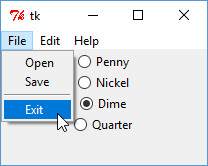 tk
File Edit Help
Open
Save
Exit
Penny
Nickel
Dime
Quarter